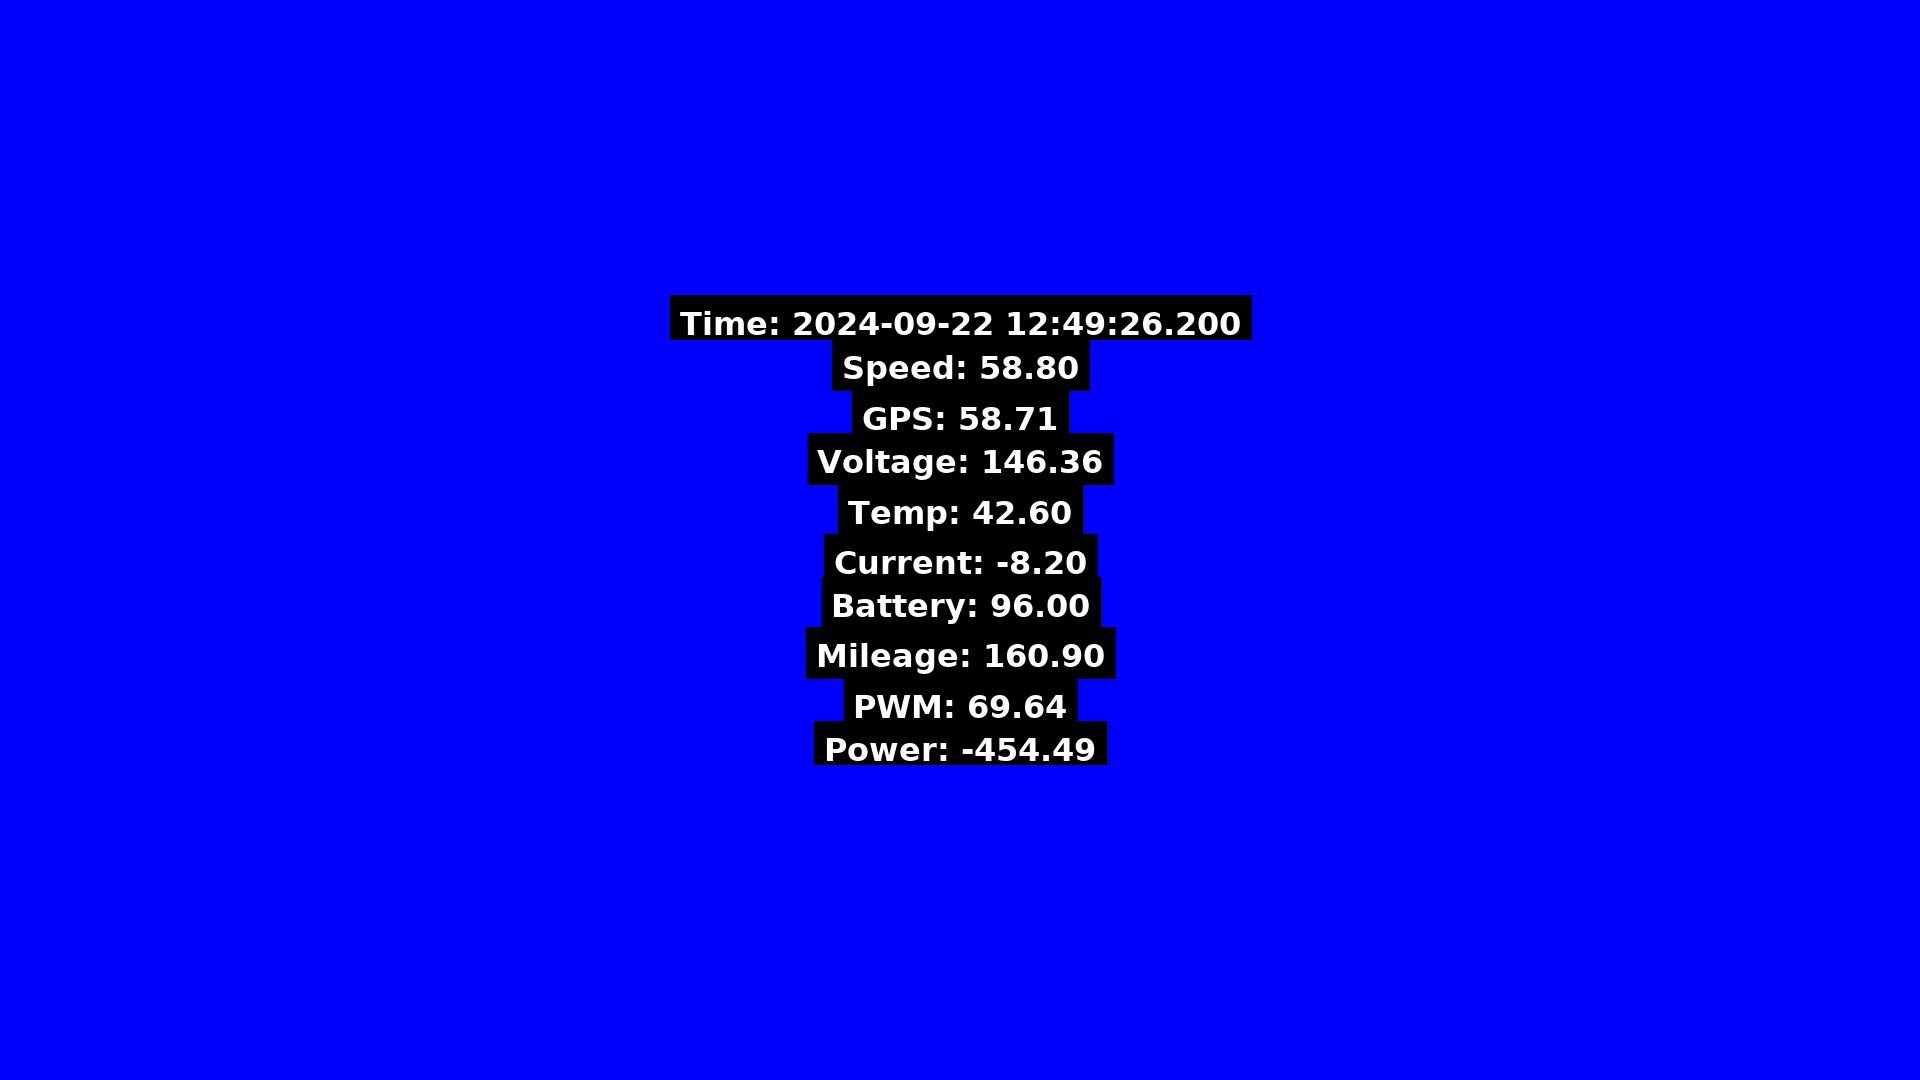 Time: 2024-09-22 12:49:26.200
Speed: 58.80
GPS: 58.71
Voltage: 146.36
Temp: 42.60
Current: -8.20
Battery: 96.00
Mileage: 160.90
PWM: 69.64
Power: -454.49